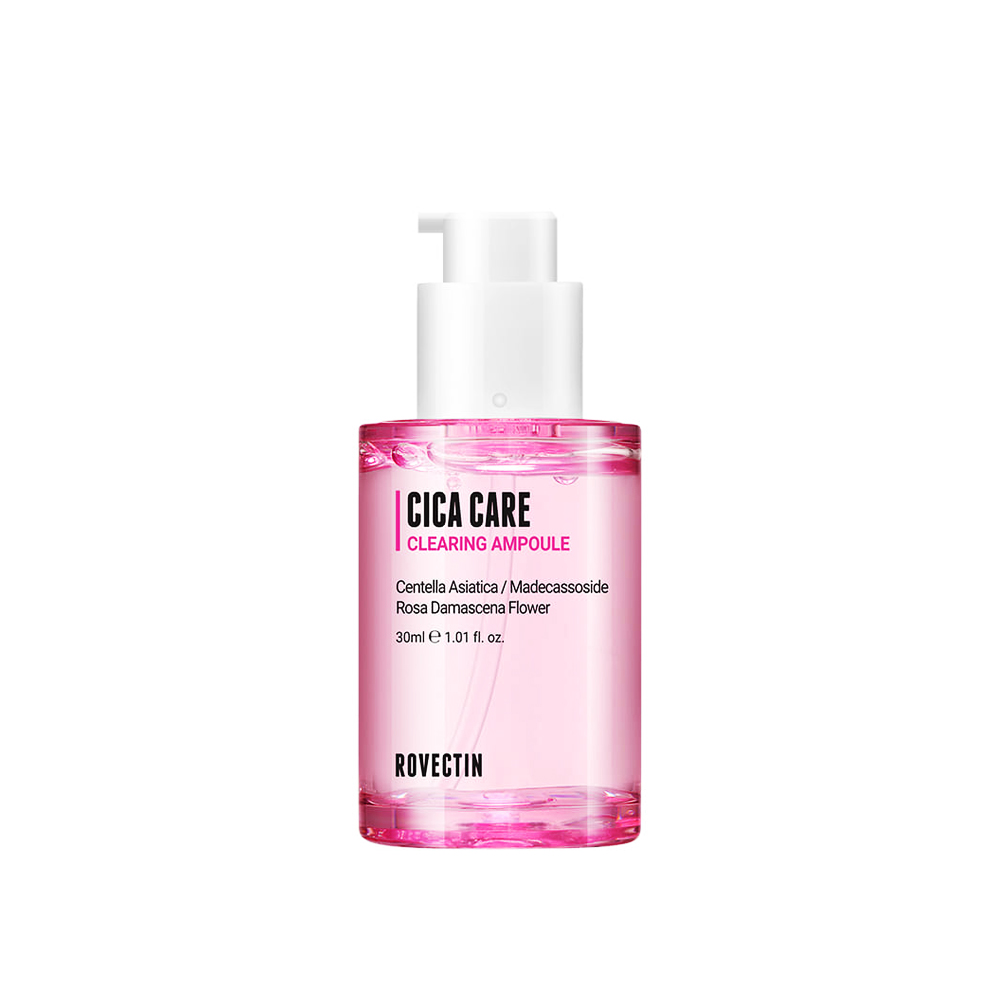 CICA CARE
CLEARING AMPOULE
Centella Asiatica / Madecassoside
Rosa Damascena Flower
30ml ℮ 1.01 fl. oz.
ROVECTIN